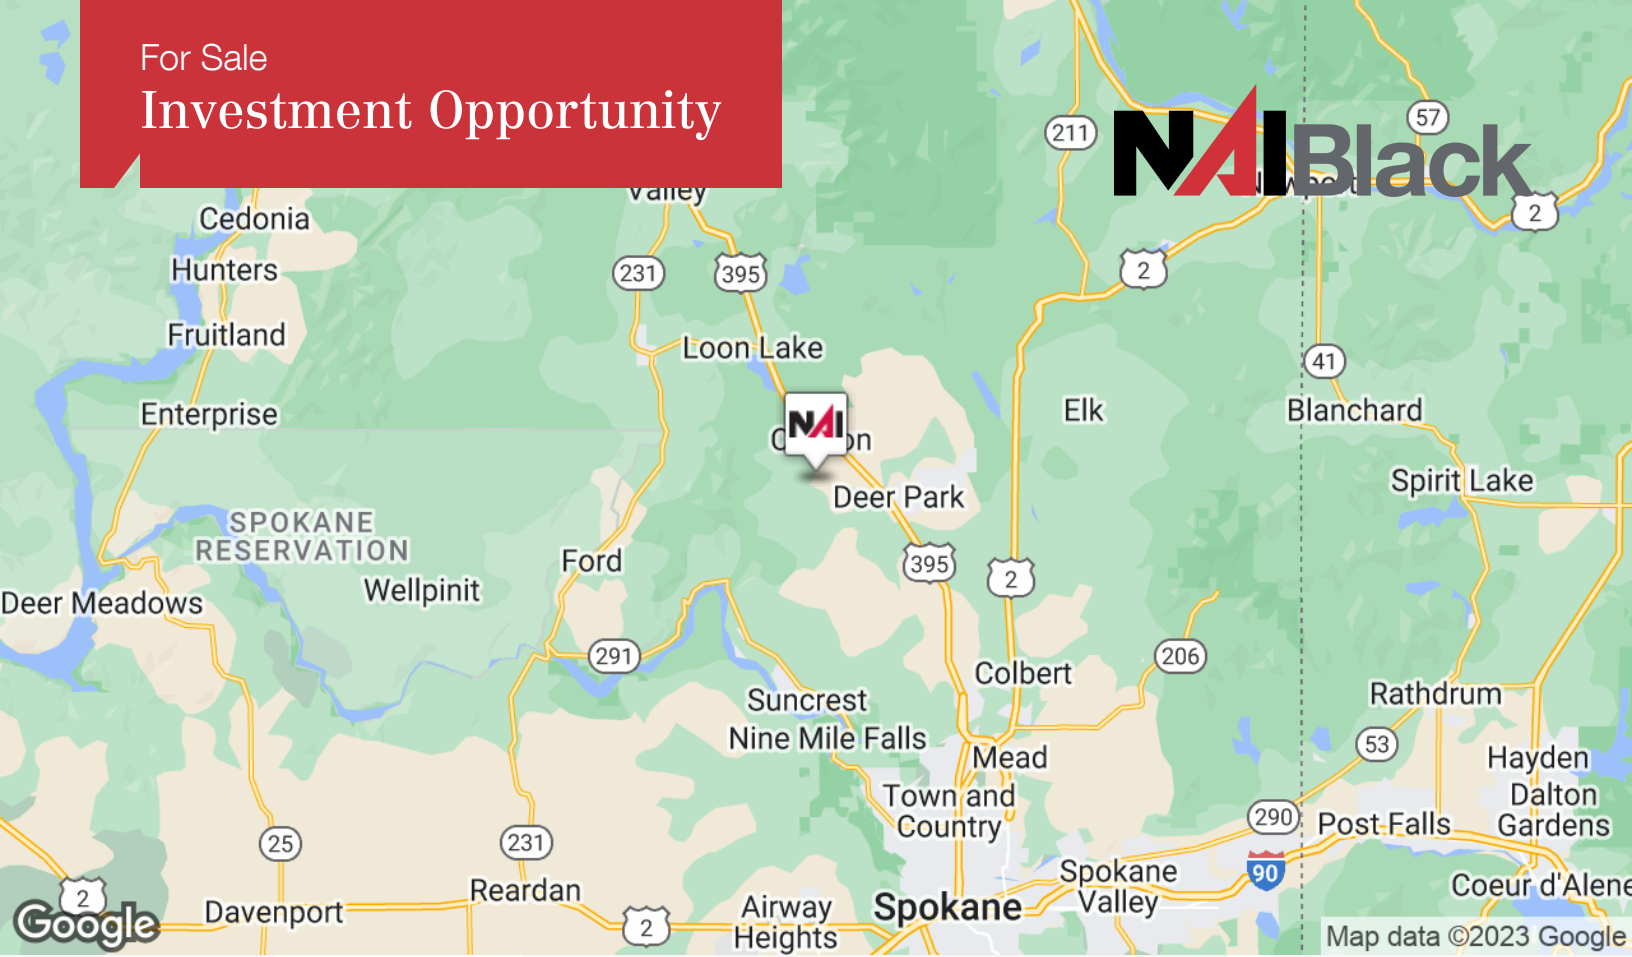 For Sale
Investment Opportunity
NAIBlack
57
211
2
Valley
Cedonia
231
395
2
Hunters
Fruitland
Loon Lake
41
Enterprise
NAI
Elk
Blanchard
Deer Park
Spirit Lake
SPOKANE
RESERVATION
Ford
395
2
Wellpinit
Deer Meadows
291
206
Colbert
Suncrest
Rathdrum
Nine Mile Falls
53
Mead
Hayden
Town and
Country
Dalton
Gardens
290
Post Falls
25
231
Spokane
Valley
90
Coeur d'Alene
2
Reardan
Davenport
Airway
Heights
Spokane
2
Google
Map data ©2023 Google